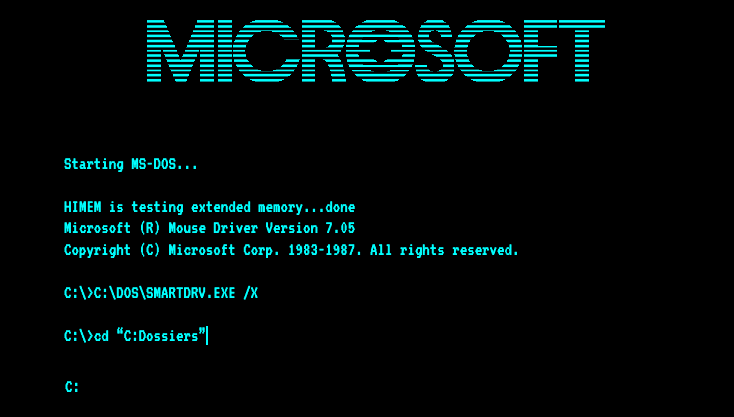 MICROSOFT
Starting MS-DOS...
HIMEM is testing extended memory...done
Microsoft (R) Mouse Driver Version 7.05
Copyright (C) Microsoft Corp. 1983-1987. All rights reserved.
C:\>C:\DOS\SMARTDRV.EXE /X
C:\>cd “C:Dossiers”
C: